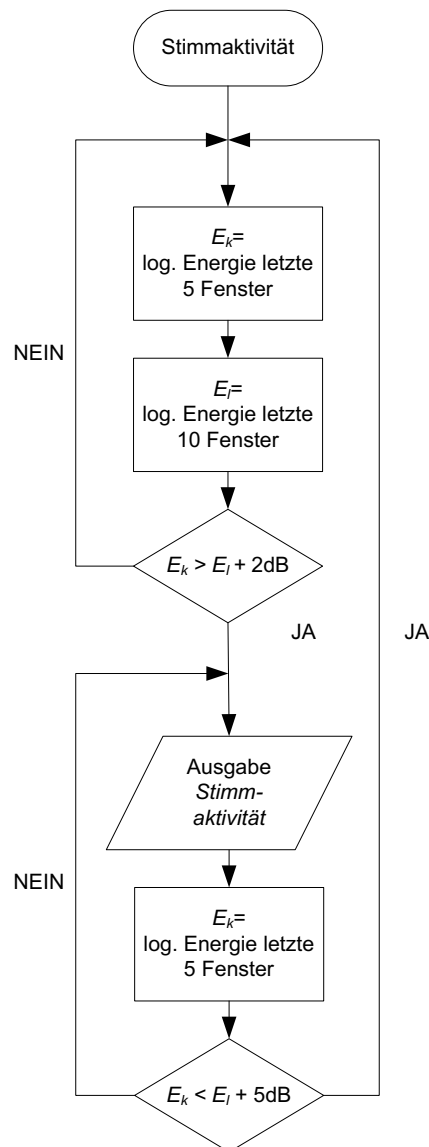 Stimmaktivität
E_k=
log. Energie letzte
5 Fenster
NEIN
E_l=
log. Energie letzte
10 Fenster
E_k > E_l + 2dB
JA
JA
Ausgabe
Stimm-
aktivität
NEIN
E_k=
log. Energie letzte
5 Fenster
E_k < E_l + 5dB